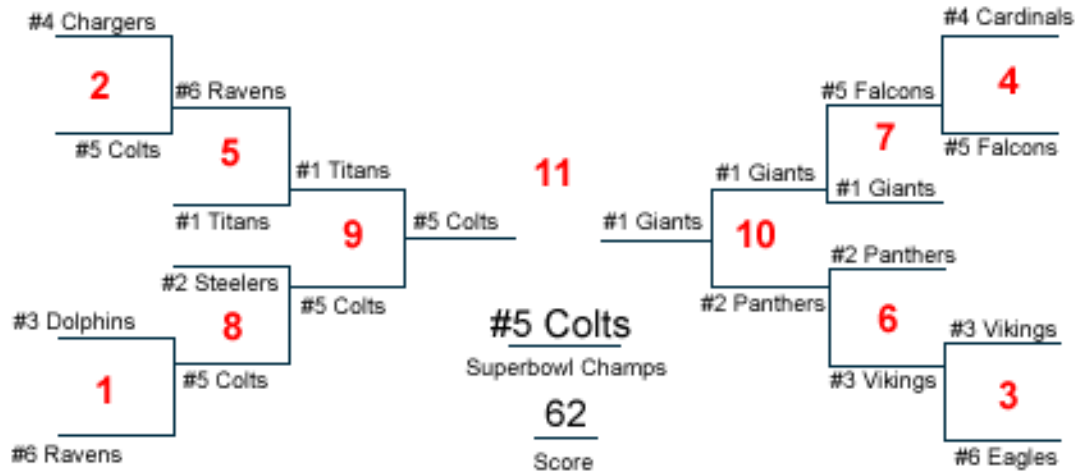 #4 Chargers
#4 Cardinals
2
4
#6 Ravens
#5 Falcons
#5 Colts
#5 Falcons
5
7
#1 Titans
11
#1 Giants
#1 Giants
#1 Titans
#5 Colts
#1 Giants
9
10
#2 Panthers
#2 Steelers
#5 Colts
#2 Panthers
#3 Dolphins
8
#5 Colts
6
#3 Vikings
Superbowl Champs
#5 Colts
#3 Vikings
1
3
62
#6 Ravens
#6 Eagles
Score